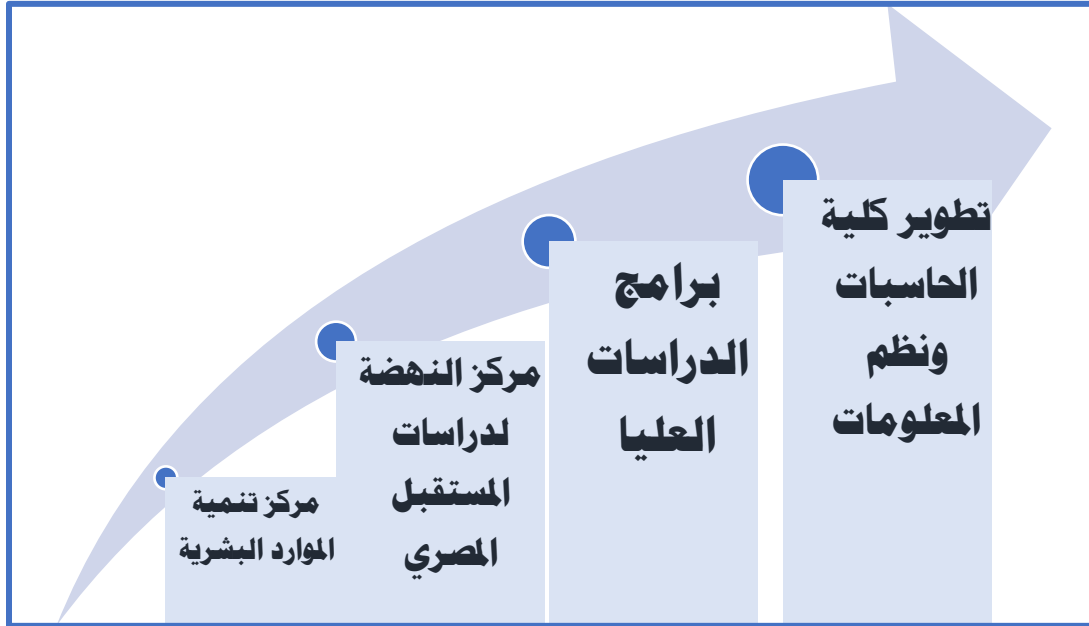 تطوير كلية
الحاسبات
ونظم
المعلومات
برامج
الدراسات
العليا
مركز النهضة
لدراسات
المستقبل
المصري
مركز تنمية
الموارد البشرية